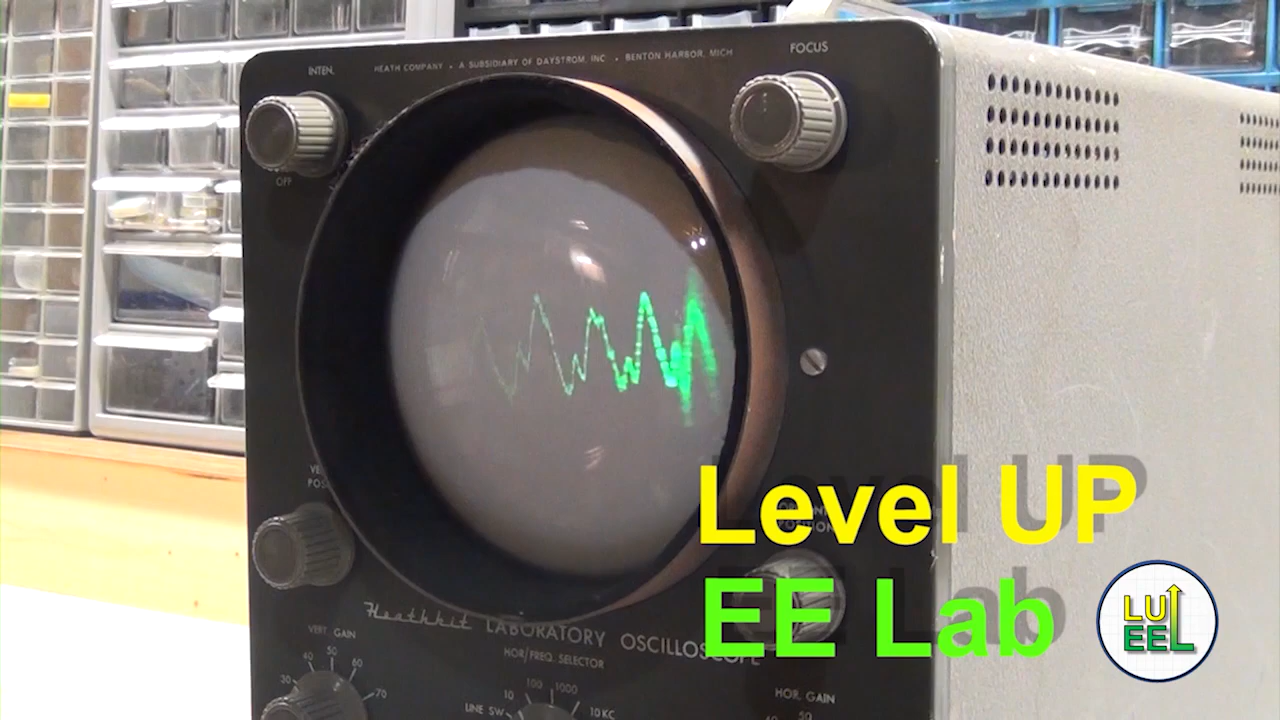 INTEN.
HEATH COMPANY • A SUBSIDIARY OF DAYSTROM, INC • BENTON HARBOR, MICH
FOCUS
OFF
Level UP
EE Lab
LU
EEL
Heathkit LABORATORY OSCILLOSCOPE
VERT. GAIN
30 40 50 60 70
HOR/FREQ. SELECTOR
LINE SW. 10 100 1000 10KC
HOR. GAIN
50